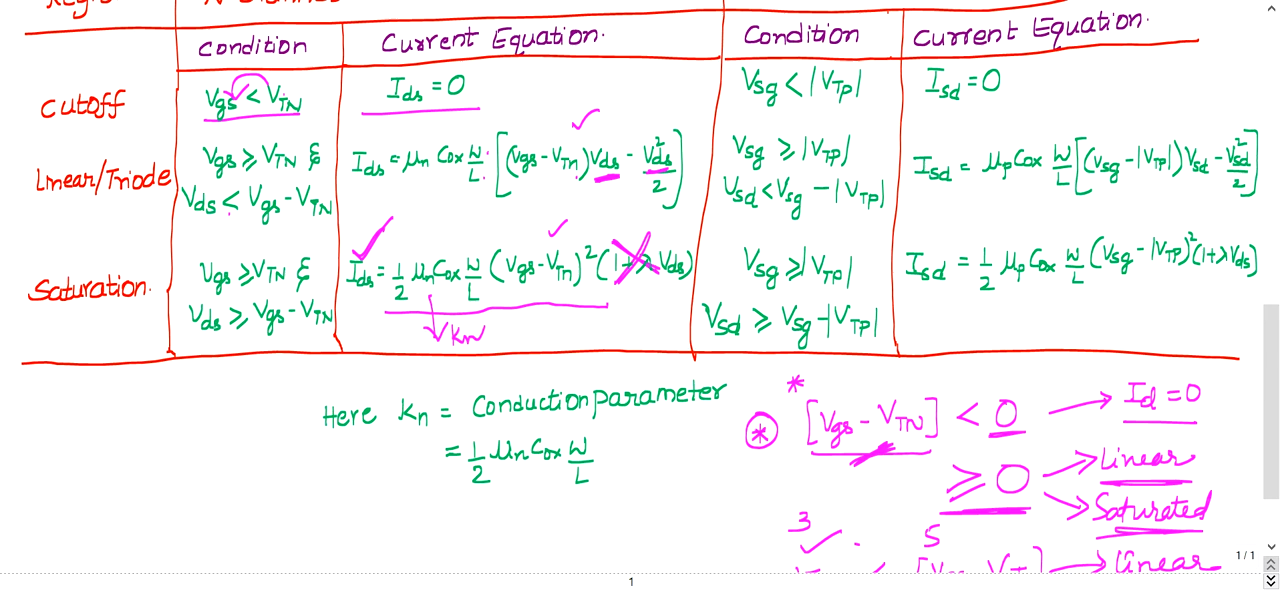 Condition Current Equation. Condition Current Equation.
Cutoff Vgs < VTN Ids = 0 Vsg < |VTp| Isd = 0
Linear/Triode Vgs ≥ VTN & Ids = μn Cox W/L [(Vgs - VTn) Vds - Vds²/2] Vsg ≥ |VTp| Isd = μp Cox W/L [(Vsg - |VTp|) Vsd - Vsd²/2]
Vds < Vgs - VTN Vsd < Vsg - |VTp|
Saturation. Vgs ≥ VTN & Ids = 1/2 μn Cox W/L (Vgs - VTn)² (1+λVds) Vsg ≥ |VTp| Isd = 1/2 μp Cox W/L (Vsg - |VTp|)² (1+λVds)
Vds ≥ Vgs - VTN Vsd ≥ Vsg - |VTp|
Kn
Here Kn = Conduction parameter
= 1/2 μn Cox W/L
* [Vgs - VTN] < 0 → Id = 0
*
≥ 0 → Linear
→ Saturated
3 5
→ Linear
1 / 1
1